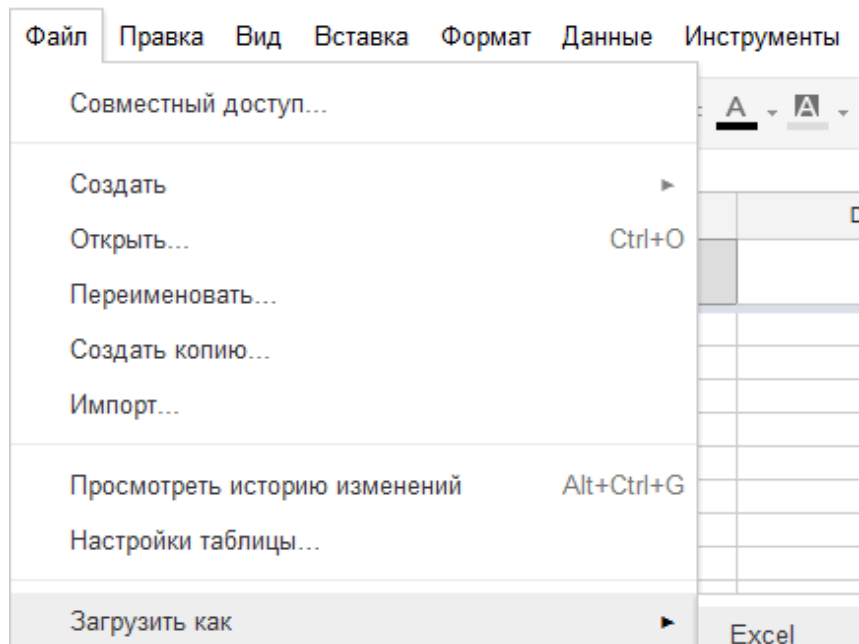 Файл Правка Вид Вставка Формат Данные Инструменты
Совместный доступ...
A A
Создать
Открыть... Ctrl+O
Переименовать...
Создать копию...
Импорт...
Просмотреть историю изменений Alt+Ctrl+G
Настройки таблицы...
Загрузить как
Excel